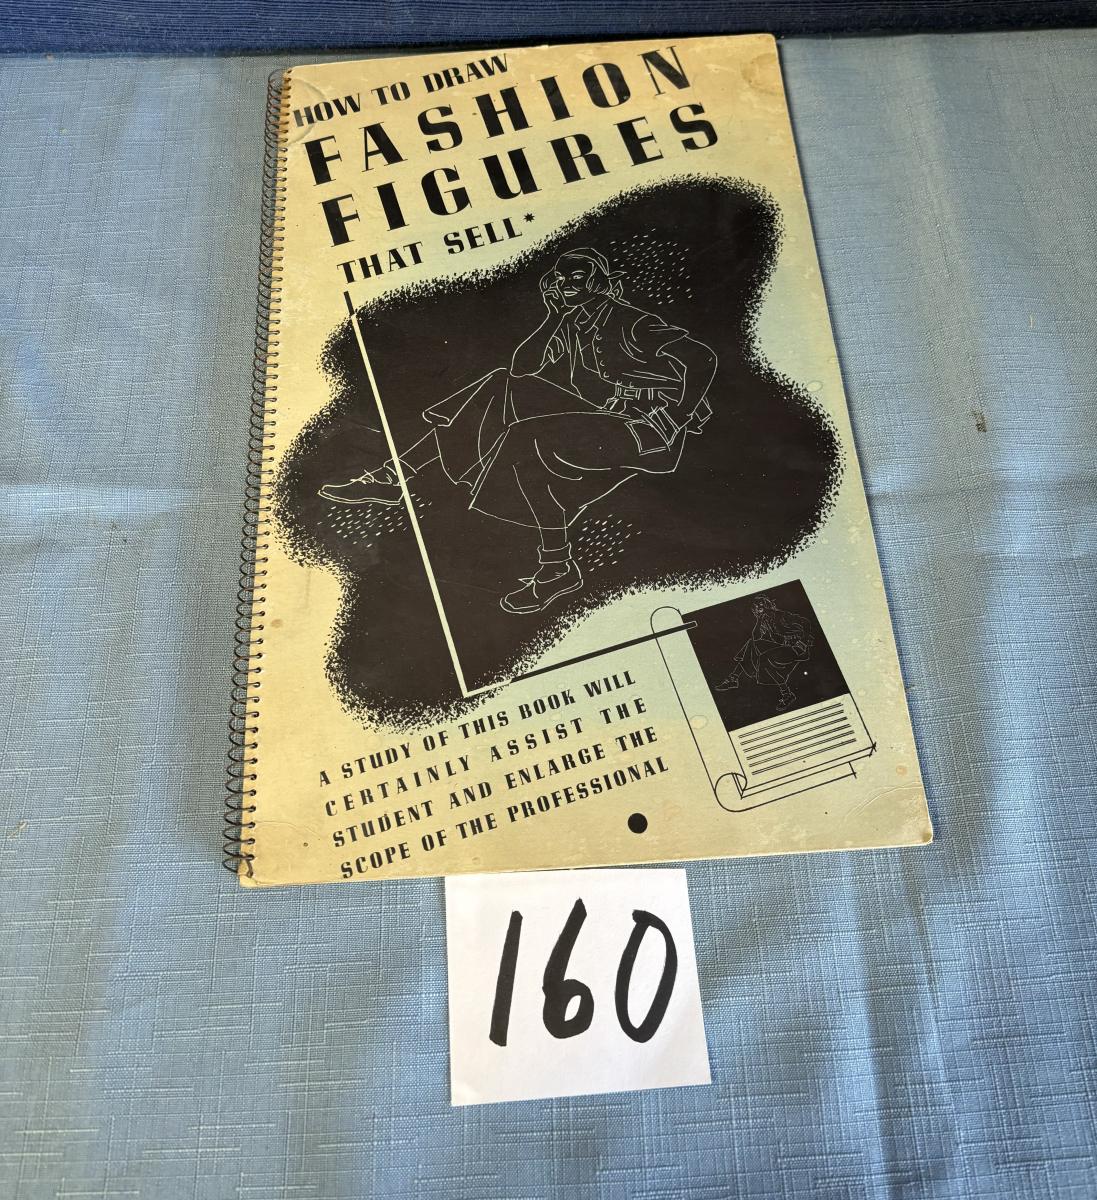 HOW TO DRAW
FASHION
FIGURES
THAT SELL*
A STUDY OF THIS BOOK WILL
CERTAINLY ASSIST THE
STUDENT AND ENLARGE THE
SCOPE OF THE PROFESSIONAL
160